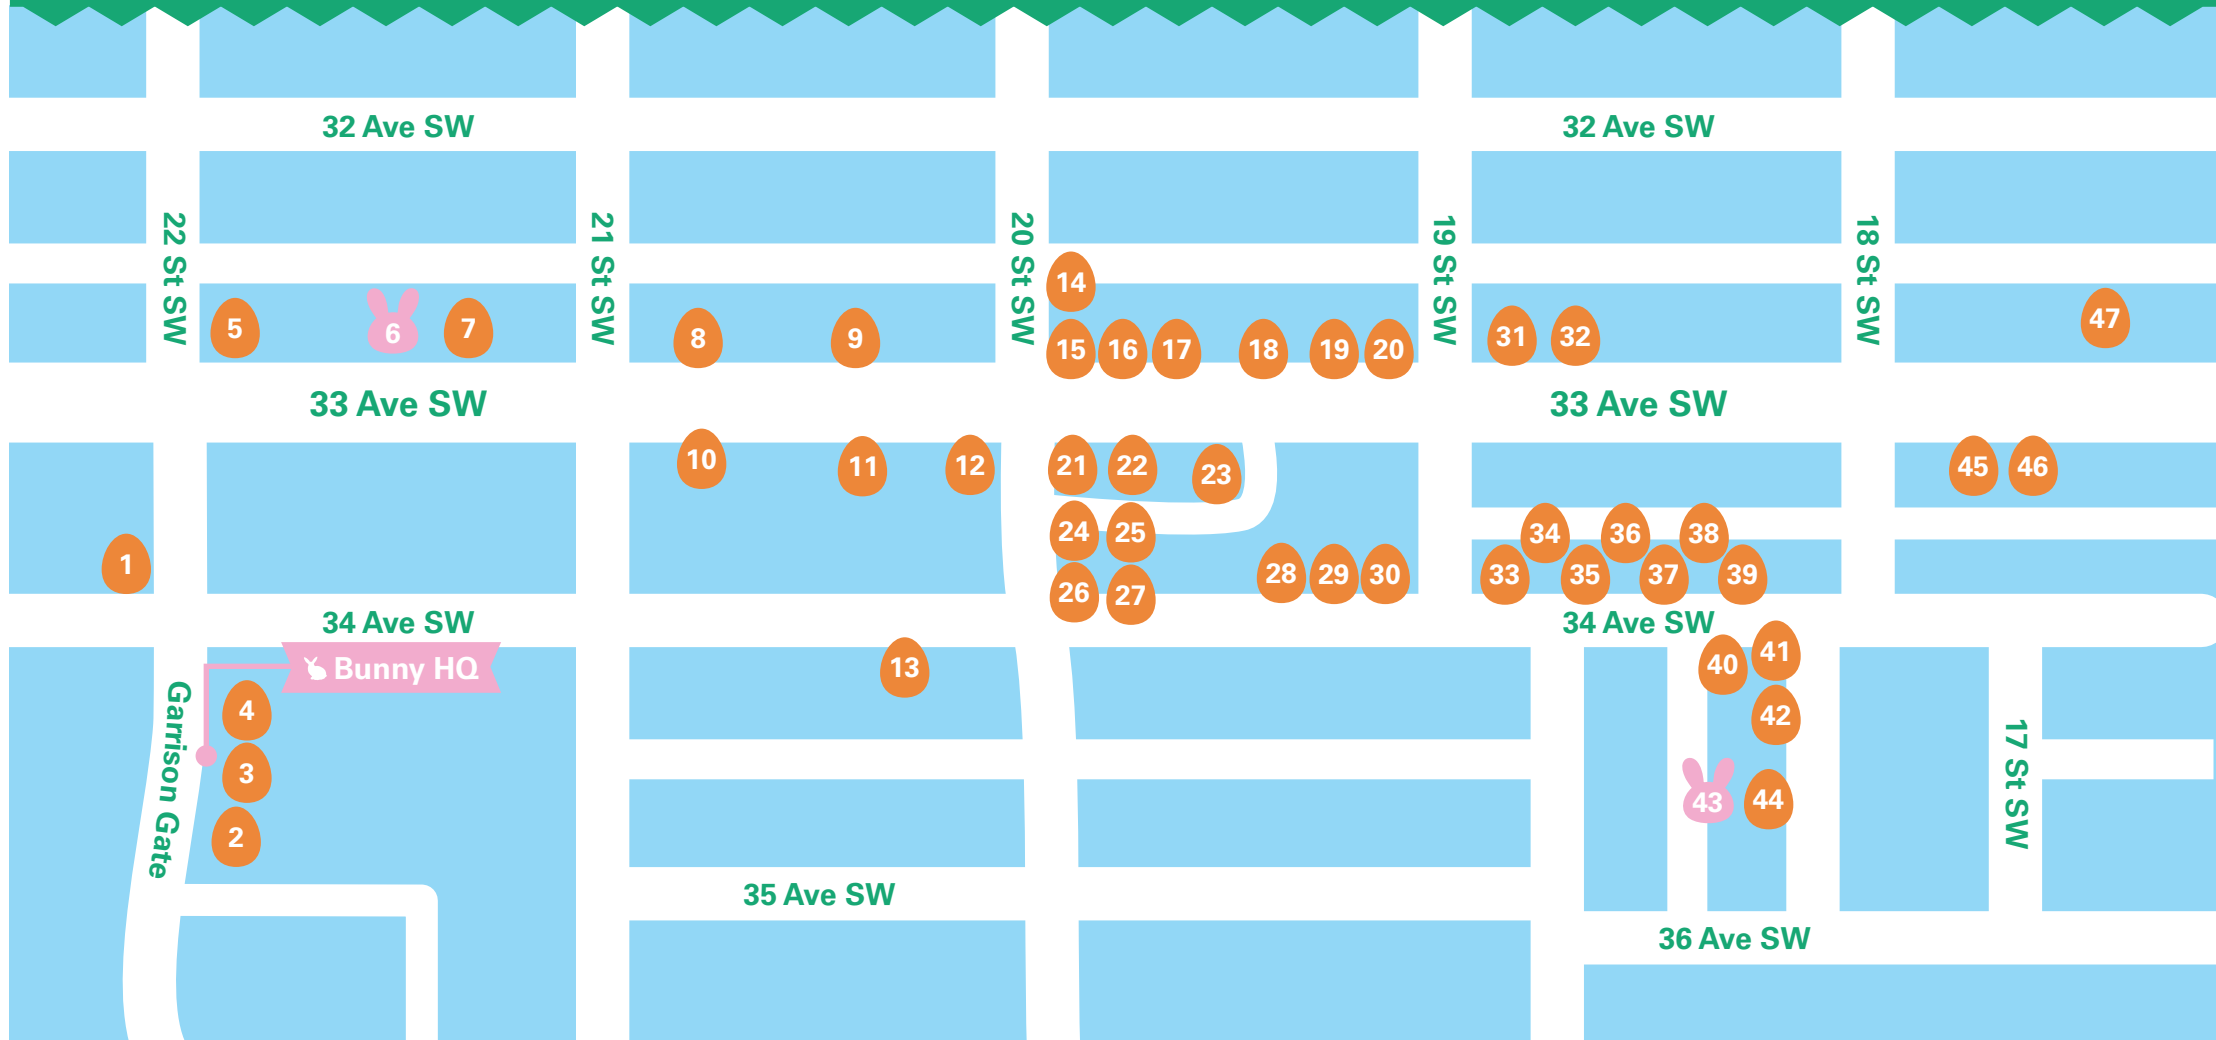 32 Ave SW
32 Ave SW
22 St SW
21 St SW
20 St SW
19 St SW
18 St SW
14
5
6
7
8
9
15
16
17
18
19
20
31
32
47
33 Ave SW
33 Ave SW
10
11
12
21
22
23
45
46
1
24
25
26
27
28
29
30
34
36
38
33
35
37
39
34 Ave SW
34 Ave SW
Bunny HQ
13
40
41
42
43
44
Garrison Gate
4
3
2
17 St SW
35 Ave SW
36 Ave SW